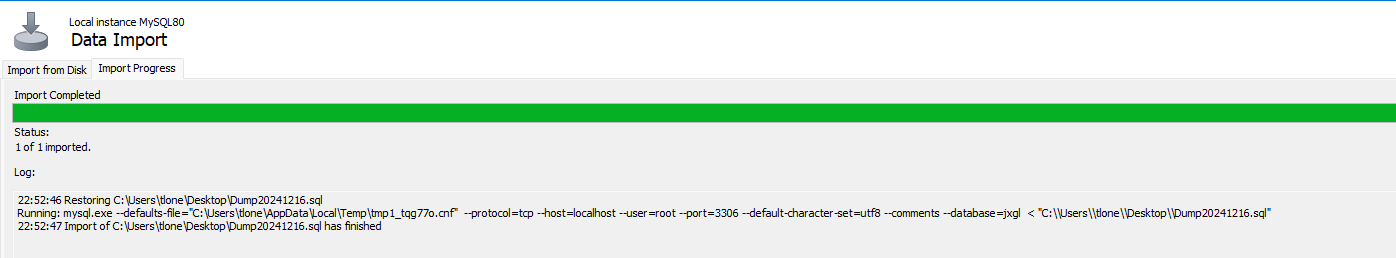 Local instance MySQL80
Data Import
Import from Disk Import Progress
Import Completed
Status:
1 of 1 imported.
Log:
22:52:46 Restoring C:\Users\tlone\Desktop\Dump20241216.sql
Running: mysql.exe --defaults-file="C:\Users\tlone\AppData\Local\Temp\tmp1_tqg77o.cnf"  --protocol=tcp --host=localhost --user=root --port=3306 --default-character-set=utf8 --comments --database=jxgl  < "C:\\Users\\tlone\\Desktop\\Dump20241216.sql"
22:52:47 Import of C:\Users\tlone\Desktop\Dump20241216.sql has finished